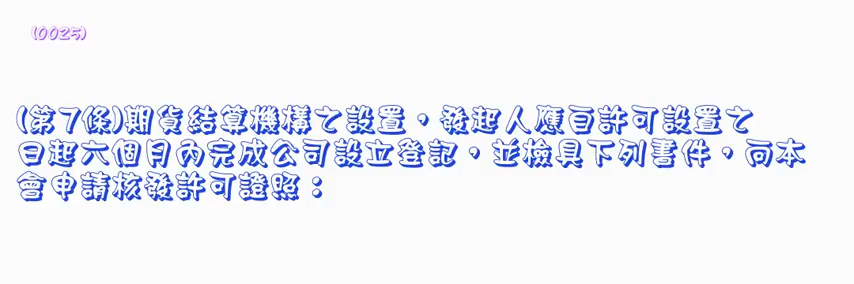 (0025)
(第7條)期貨結算機構之設置，發起人應自許可設置之
日起六個月內完成公司設立登記，並檢具下列書件，向本
會申請核發許可證照：